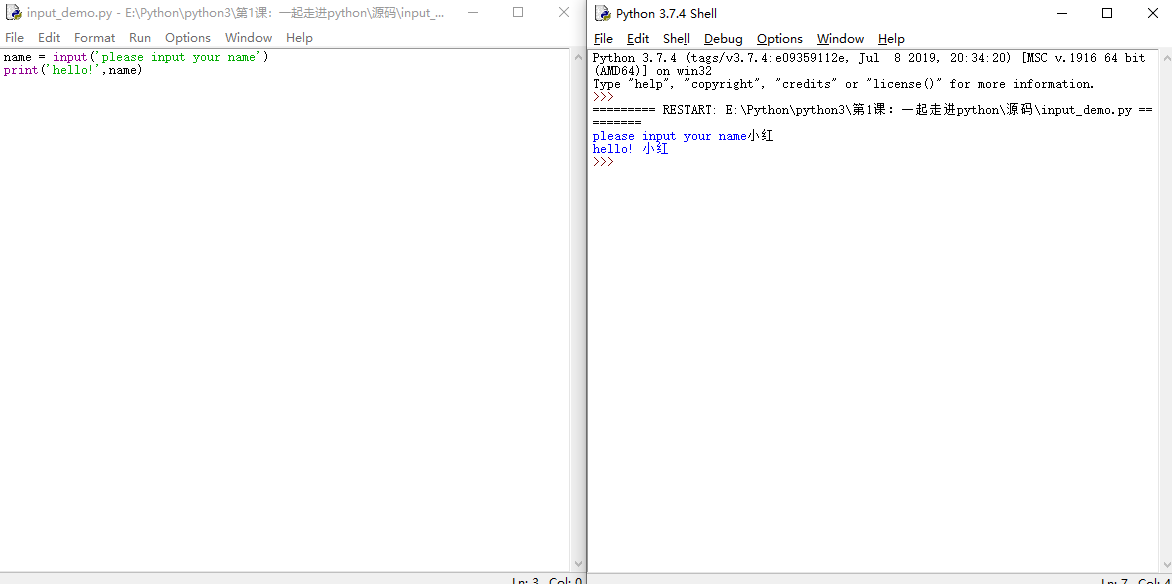 input_demo.py - E:\Python\python3\第1课：一起走进python\源码\input_...
File Edit Format Run Options Window Help
name = input('please input your name')
print('hello!',name)
Ln: 3 Col: 0
Python 3.7.4 Shell
File Edit Shell Debug Options Window Help
Python 3.7.4 (tags/v3.7.4:e09359112e, Jul  8 2019, 20:34:20) [MSC v.1916 64 bit
(AMD64)] on win32
Type "help", "copyright", "credits" or "license()" for more information.
>>>
========= RESTART: E:\Python\python3\第1课：一起走进python\源码\input_demo.py ==
=======
please input your name小红
hello! 小红
>>>
Ln: 7 Col: 4